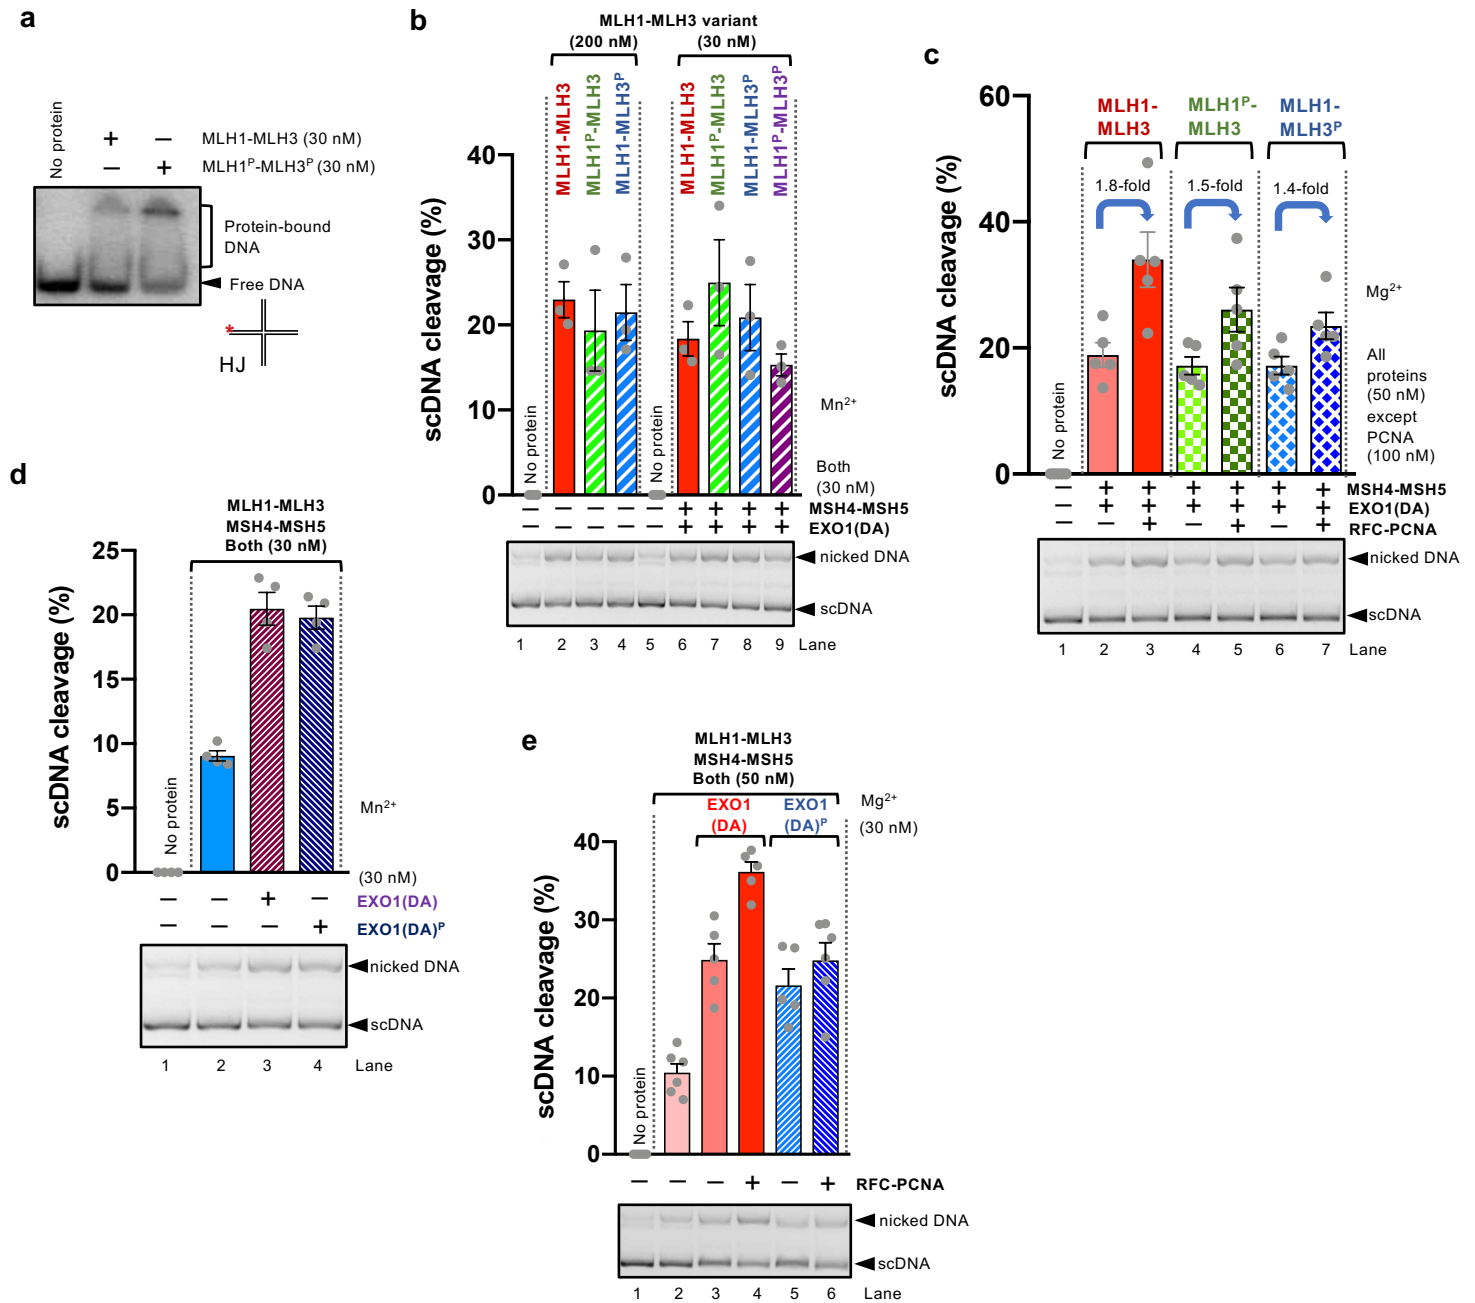 a
No protein
+ − MLH1-MLH3 (30 nM)
− + MLH1P-MLH3P (30 nM)
Protein-bound
DNA
Free DNA
*
HJ
b
MLH1-MLH3 variant
(200 nM) (30 nM)
MLH1-MLH3
MLH1P-MLH3
MLH1-MLH3P
MLH1-MLH3
MLH1P-MLH3
MLH1-MLH3P
MLH1P-MLH3P
scDNA cleavage (%)
40
30
20
10
0
No protein
No protein
Mn2+
Both
(30 nM)
− − − − − + + + + MSH4-MSH5
− − − − − + + + + EXO1(DA)
nicked DNA
scDNA
1 2 3 4 5 6 7 8 9 Lane
c
MLH1-
MLH3
MLH1P-
MLH3
MLH1-
MLH3P
1.8-fold 1.5-fold 1.4-fold
scDNA cleavage (%)
60
40
20
0
No protein
Mg2+
All
proteins
(50 nM)
except
PCNA
(100 nM)
− + + + + + + MSH4-MSH5
− + + + + + + EXO1(DA)
− − + − + − + RFC-PCNA
nicked DNA
scDNA
1 2 3 4 5 6 7 Lane
d
MLH1-MLH3
MSH4-MSH5
Both (30 nM)
scDNA cleavage (%)
25
20
15
10
5
0
No protein
Mn2+
(30 nM)
− − + − EXO1(DA)
− − − + EXO1(DA)P
nicked DNA
scDNA
1 2 3 4 Lane
e
MLH1-MLH3
MSH4-MSH5
Both (50 nM)
EXO1
(DA)
EXO1
(DA)P
Mg2+
(30 nM)
scDNA cleavage (%)
40
30
20
10
0
No protein
− − − + − + RFC-PCNA
nicked DNA
scDNA
1 2 3 4 5 6 Lane